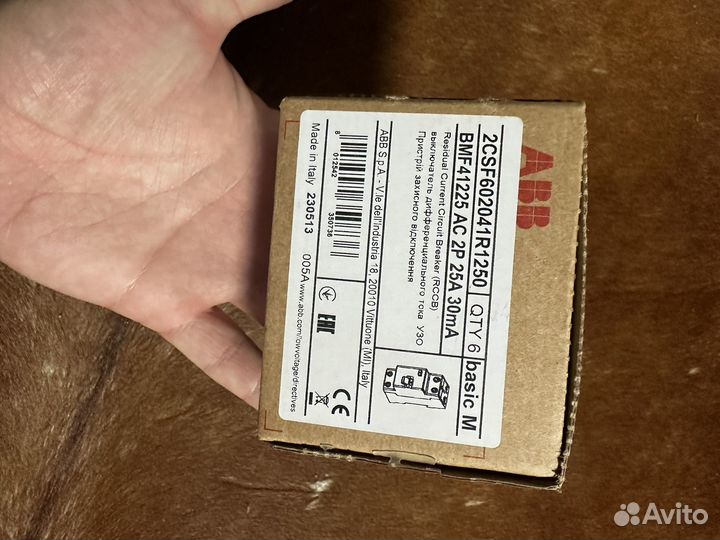 ABB
2CSF602041R1250
QTY 6
basic M
BMF41225 AC 2P 25A 30mA
Residual Current Circuit Breaker (RCCB)
выключатель дифференциального тока УЗО
Пристрій захисного відключення
ABB S.p.A - V.le dell'Industria 18, 20010 Vittuone (MI), Italy
8 012542 350736
EAC
CE
Made in Italy 230513 005A www.abb.com/lowvoltage/directives
Avito